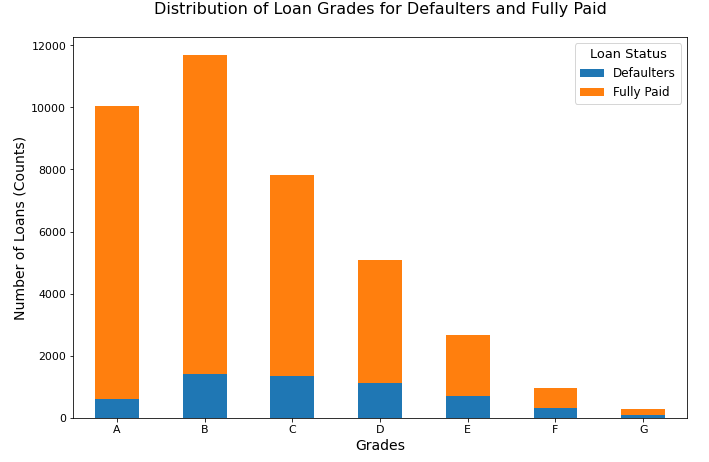 Distribution of Loan Grades for Defaulters and Fully Paid
Loan Status
Defaulters
Fully Paid
Number of Loans (Counts)
12000
10000
8000
6000
4000
2000
0
A B C D E F G
Grades